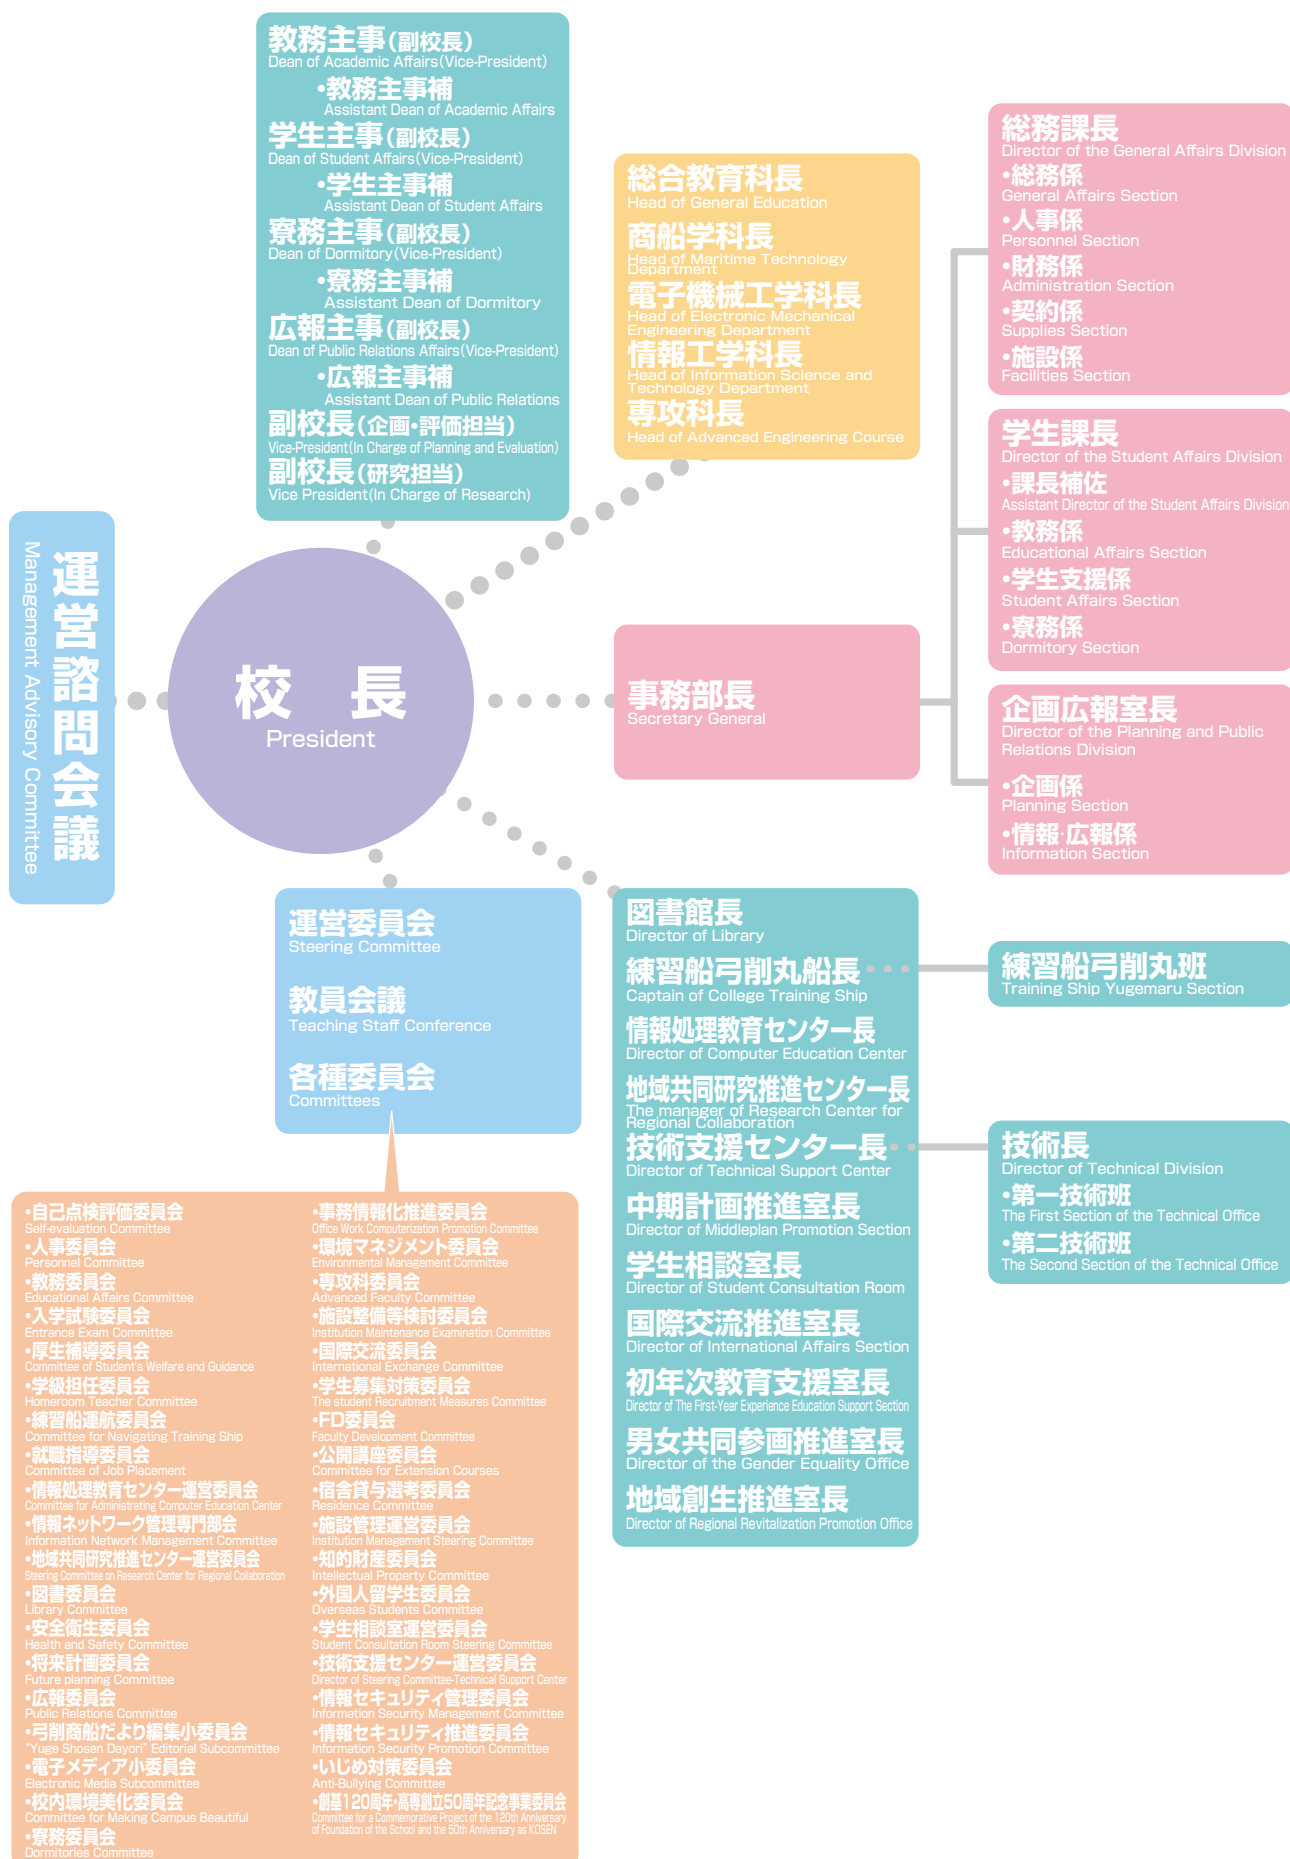 教務主事(副校長)
Dean of Academic Affairs(Vice-President)
・教務主事補
Assistant Dean of Academic Affairs
学生主事(副校長)
Dean of Student Affairs(Vice-President)
・学生主事補
Assistant Dean of Student Affairs
寮務主事(副校長)
Dean of Dormitory(Vice-President)
・寮務主事補
Assistant Dean of Dormitory
広報主事(副校長)
Dean of Public Relations Affairs(Vice-President)
・広報主事補
Assistant Dean of Public Relations
副校長(企画・評価担当)
Vice-President(In Charge of Planning and Evaluation)
副校長(研究担当)
Vice President(In Charge of Research)
総合教育科長
Head of General Education
商船学科長
Head of Maritime Technology
Department
電子機械工学科長
Head of Electronic Mechanical
Engineering Department
情報工学科長
Head of Information Science and
Technology Department
専攻科長
Head of Advanced Engineering Course
総務課長
Director of the General Affairs Division
・総務係
General Affairs Section
・人事係
Personnel Section
・財務係
Administration Section
・契約係
Supplies Section
・施設係
Facilities Section
学生課長
Director of the Student Affairs Division
・課長補佐
Assistant Director of the Student Affairs Division
・教務係
Educational Affairs Section
・学生支援係
Student Affairs Section
・寮務係
Dormitory Section
運営諮問会議
Management Advisory Committee
校 長
President
事務部長
Secretary General
企画広報室長
Director of the Planning and Public
Relations Division
・企画係
Planning Section
・情報・広報係
Information Section
運営委員会
Steering Committee
教員会議
Teaching Staff Conference
各種委員会
Committees
図書館長
Director of Library
練習船弓削丸船長
Captain of College Training Ship
情報処理教育センター長
Director of Computer Education Center
地域共同研究推進センター長
The manager of Research Center for
Regional Collaboration
技術支援センター長
Director of Technical Support Center
中期計画推進室長
Director of Middleplan Promotion Section
学生相談室長
Director of Student Consultation Room
国際交流推進室長
Director of International Affairs Section
初年次教育支援室長
Director of The First-Year Experience Education Support Section
男女共同参画推進室長
Director of the Gender Equality Office
地域創生推進室長
Director of Regional Revitalization Promotion Office
練習船弓削丸班
Training Ship Yugemaru Section
技術長
Director of Technical Division
・第一技術班
The First Section of the Technical Office
・第二技術班
The Second Section of the Technical Office
・自己点検評価委員会
Self-evaluation Committee
・人事委員会
Personnel Committee
・教務委員会
Educational Affairs Committee
・入学試験委員会
Entrance Exam Committee
・厚生補導委員会
Committee of Student's Welfare and Guidance
・学級担任委員会
Homeroom Teacher Committee
・練習船運航委員会
Committee for Navigating Training Ship
・就職指導委員会
Committee of Job Placement
・情報処理教育センター運営委員会
Committee for Administrating Computer Education Center
・情報ネットワーク管理専門部会
Information Network Management Committee
・地域共同研究推進センター運営委員会
Steering Committee on Research Center for Regional Collaboration
・図書委員会
Library Committee
・安全衛生委員会
Health and Safety Committee
・将来計画委員会
Future planning Committee
・広報委員会
Public Relations Committee
・弓削商船だより編集小委員会
"Yuge Shosen Dayori" Editorial Subcommittee
・電子メディア小委員会
Electronic Media Subcommittee
・校内環境美化委員会
Committee for Making Campus Beautiful
・寮務委員会
Dormitories Committee
・事務情報化推進委員会
Office Work Computerization Promotion Committee
・環境マネジメント委員会
Environmental Management Committee
・専攻科委員会
Advanced Faculty Committee
・施設整備等検討委員会
Institution Maintenance Examination Committee
・国際交流委員会
International Exchange Committee
・学生募集対策委員会
The student Recruitment Measures Committee
・FD委員会
Faculty Development Committee
・公開講座委員会
Committee for Extension Courses
・宿舎貸与選考委員会
Residence Committee
・施設管理運営委員会
Institution Management Steering Committee
・知的財産委員会
Intellectual Property Committee
・外国人留学生委員会
Overseas Students Committee
・学生相談室運営委員会
Student Consultation Room Steering Committee
・技術支援センター運営委員会
Director of Steering Committee-Technical Support Center
・情報セキュリティ管理委員会
Information Security Management Committee
・情報セキュリティ推進委員会
Information Security Promotion Committee
・いじめ対策委員会
Anti-Bullying Committee
・創基120周年・高専創立50周年記念事業委員会
Committee for a Commemorative Project of the 120th Anniversary
of Foundation of the School and the 50th Anniversary as KOSEN